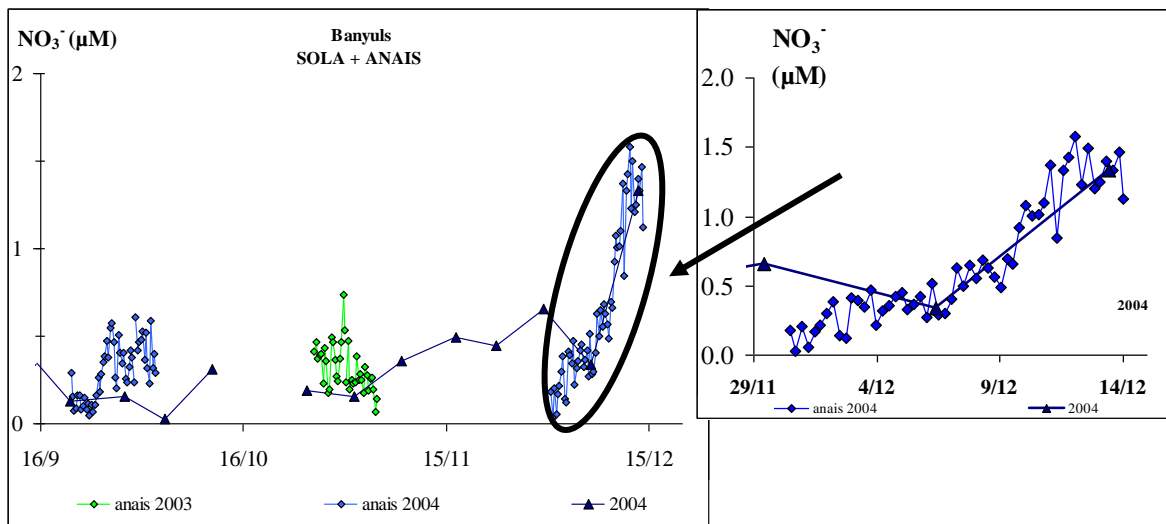 NO₃⁻ (µM)
Banyuls
SOLA + ANAIS
2
1
0
16/9
16/10
15/11
15/12
anais 2003
anais 2004
2004
NO₃⁻
(µM)
2.0
1.5
1.0
0.5
0.0
29/11
4/12
9/12
14/12
2004
anais 2004
2004